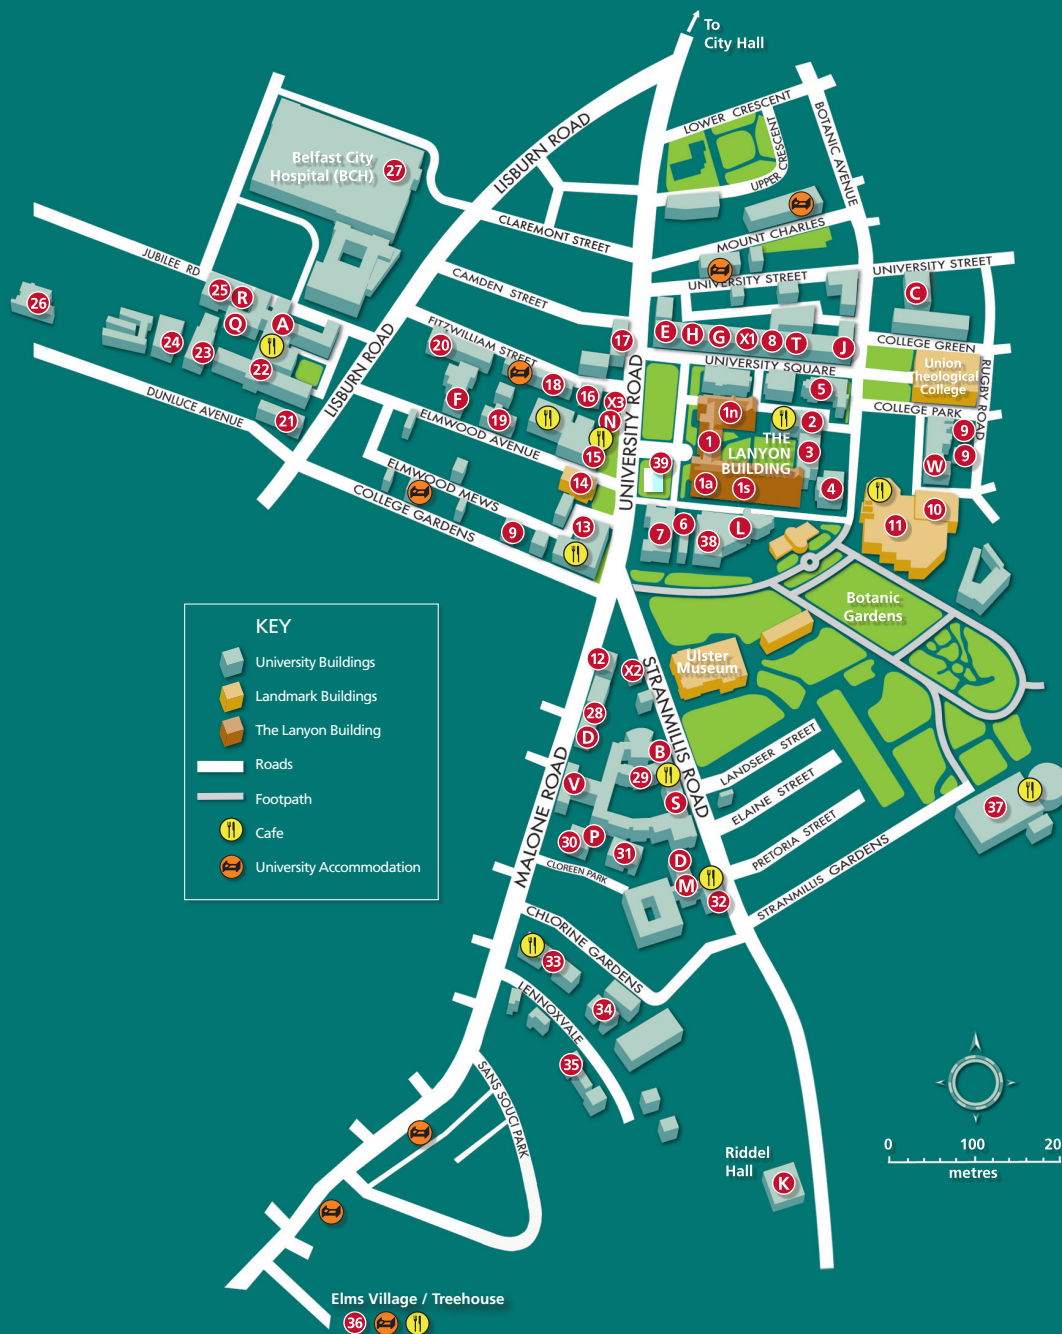 To
City Hall
LOWER CRESCENT
UPPER CRESCENT
BOTANIC AVENUE
LISBURN ROAD
Belfast City
Hospital (BCH)
27
CLAREMONT STREET
MOUNT CHARLES
UNIVERSITY STREET
UNIVERSITY STREET
JUBILEE RD
CAMDEN STREET
26
25
R
Q
A
24
23
22
21
DUNLUCE AVENUE
LISBURN ROAD
FITZWILLIAM STREET
20
F
19
18
16
X3
N
15
17
E
H
G
X1
8
T
J
C
COLLEGE GREEN
UNIVERSITY SQUARE
Union
Theological
College
RUGBY ROAD
COLLEGE PARK
5
1n
2
1
THE
LANYON
BUILDING
3
1a
1s
4
39
9
9
W
UNIVERSITY ROAD
ELMWOOD AVENUE
ELMWOOD MEWS
COLLEGE GARDENS
14
13
9
7
6
38
L
11
10
Botanic
Gardens
Ulster
Museum
KEY
University Buildings
Landmark Buildings
The Lanyon Building
Roads
Footpath
Cafe
University Accommodation
12
X2
STRANMILLIS ROAD
28
D
B
29
V
S
30
P
31
D
M
32
MALONE ROAD
CLOREEN PARK
LANDSEER STREET
ELAINE STREET
PRETORIA STREET
STRANMILLIS GARDENS
37
CHLORINE GARDENS
33
34
LENNOXVALE
35
SANS SOUCI PARK
Riddel
Hall
K
0
100
20
metres
Elms Village / Treehouse
36